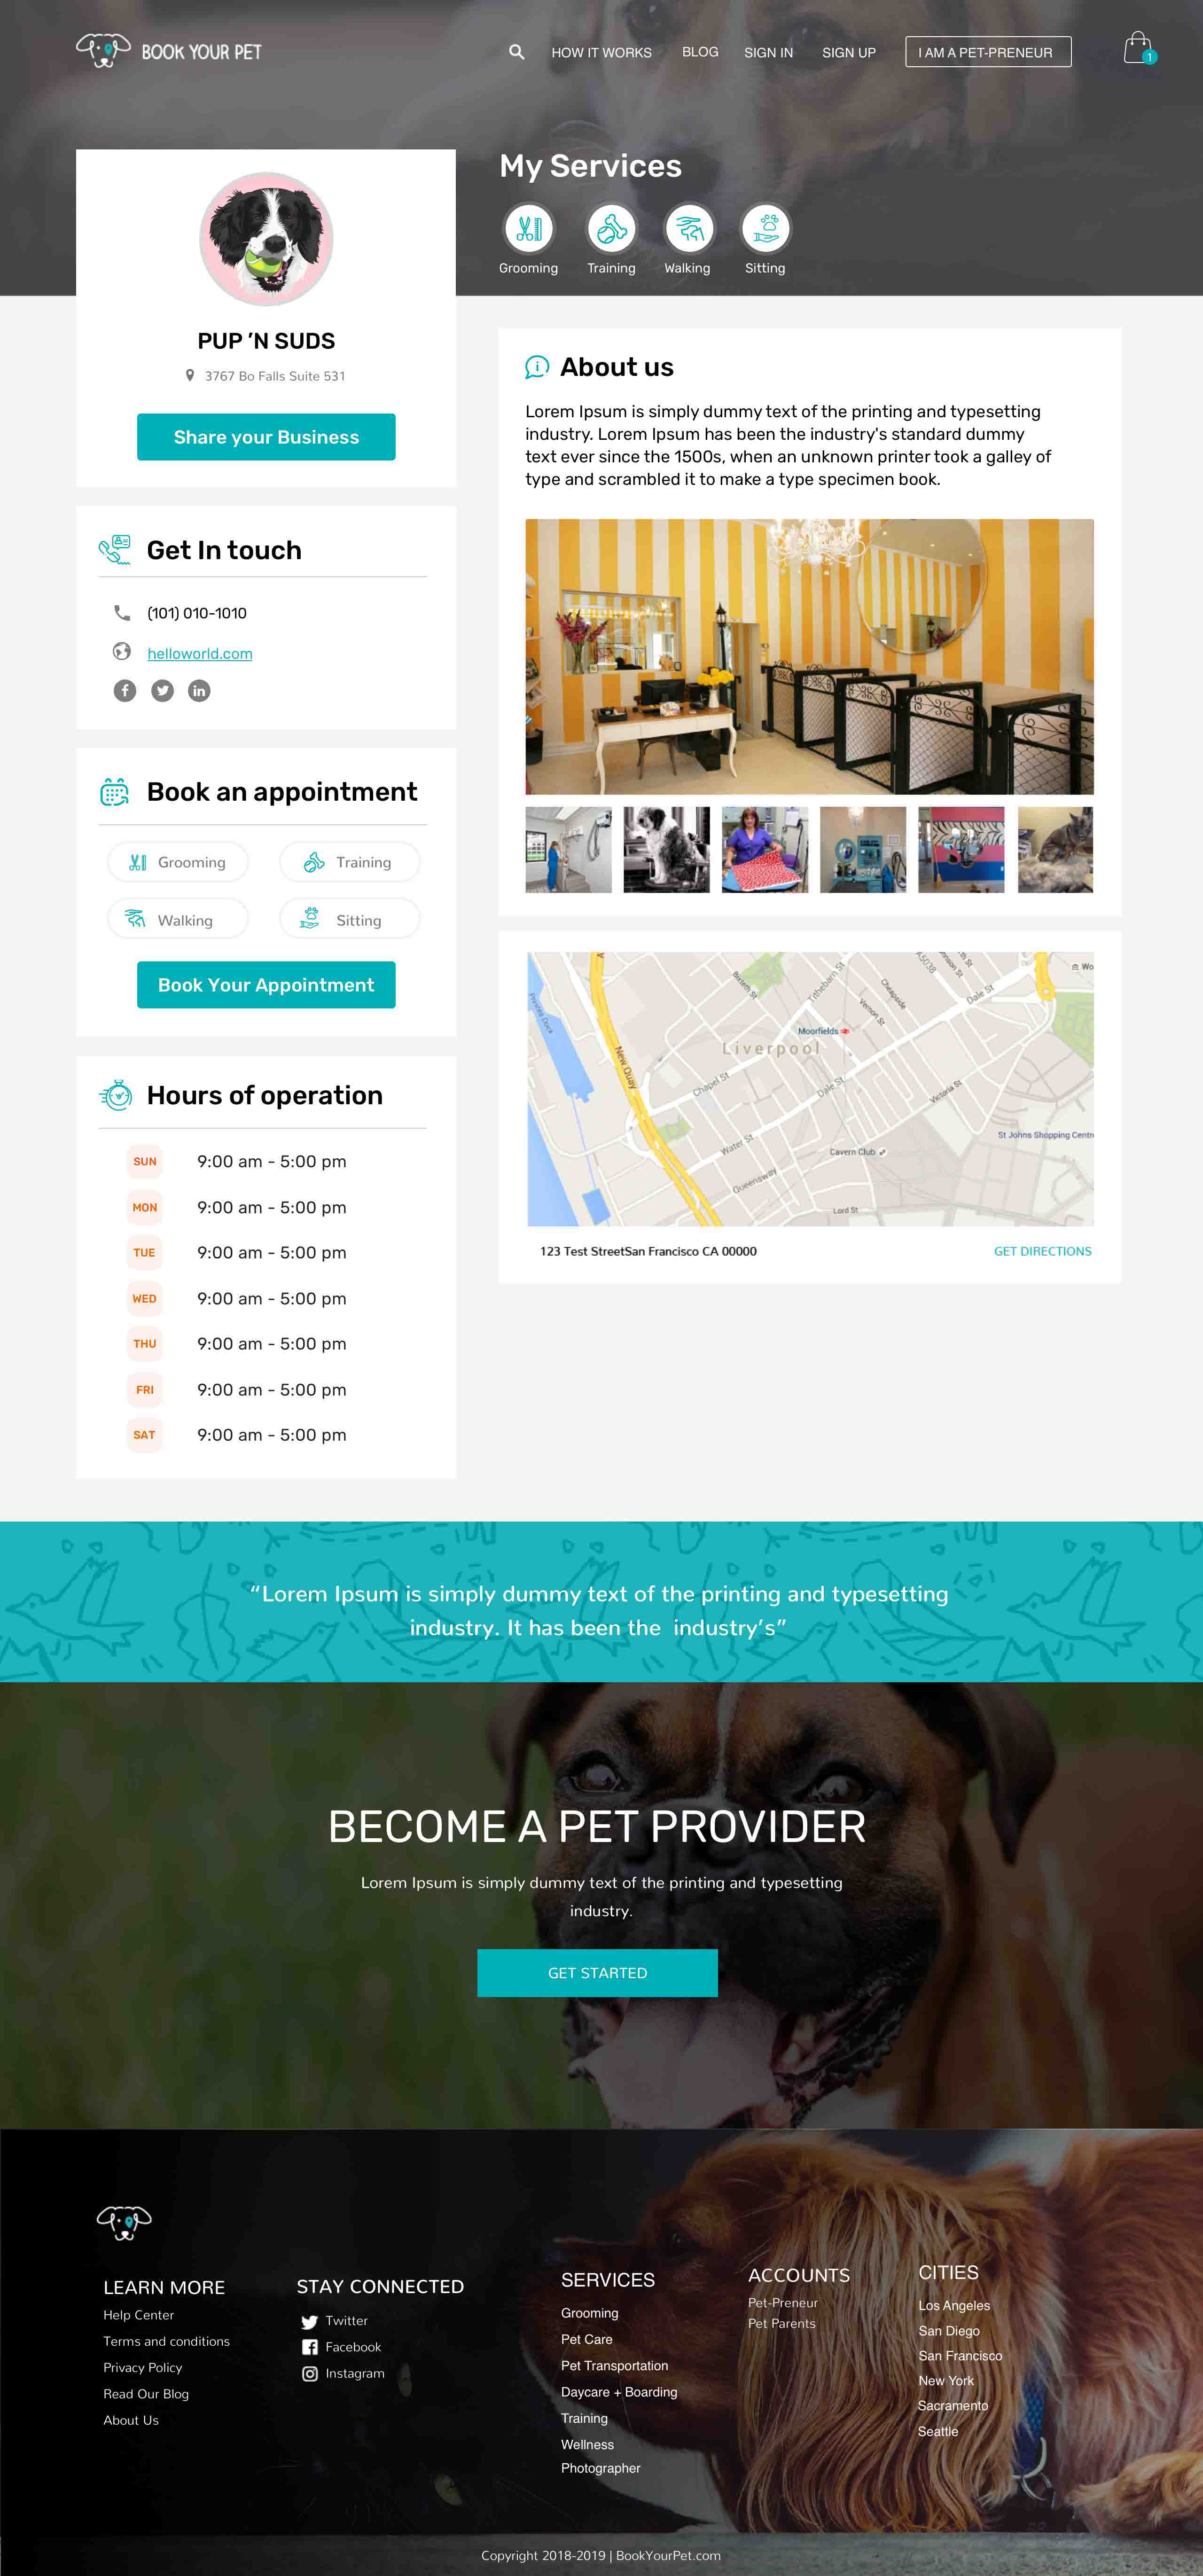 BOOK YOUR PET
HOW IT WORKS
BLOG
SIGN IN
SIGN UP
I AM A PET-PRENEUR
1
My Services
Grooming
Training
Walking
Sitting
PUP ’N SUDS
3767 Bo Falls Suite 531
Share your Business
Get In touch
(101) 010-1010
helloworld.com
Book an appointment
Grooming
Training
Walking
Sitting
Book Your Appointment
Hours of operation
SUN 9:00 am - 5:00 pm
MON 9:00 am - 5:00 pm
TUE 9:00 am - 5:00 pm
WED 9:00 am - 5:00 pm
THU 9:00 am - 5:00 pm
FRI 9:00 am - 5:00 pm
SAT 9:00 am - 5:00 pm
About us
Lorem Ipsum is simply dummy text of the printing and typesetting
industry. Lorem Ipsum has been the industry's standard dummy
text ever since the 1500s, when an unknown printer took a galley of
type and scrambled it to make a type specimen book.
Princes Dock
New Quay
Bixteth St
Tithebarn St
A5038
Johnson St
Cheapside
Vernon St
Dale St
Wo
Moorfields
Liverpool
Chapel St
Dale St
Victoria St
St Johns Shopping Centr
Water St
Cavern Club
Queensway
Lord St
123 Test StreetSan Francisco CA 00000
GET DIRECTIONS
“Lorem Ipsum is simply dummy text of the printing and typesetting
industry. It has been the industry’s”
BECOME A PET PROVIDER
Lorem Ipsum is simply dummy text of the printing and typesetting
industry.
GET STARTED
LEARN MORE
Help Center
Terms and conditions
Privacy Policy
Read Our Blog
About Us
STAY CONNECTED
Twitter
Facebook
Instagram
SERVICES
Grooming
Pet Care
Pet Transportation
Daycare + Boarding
Training
Wellness
Photographer
ACCOUNTS
Pet-Preneur
Pet Parents
CITIES
Los Angeles
San Diego
San Francisco
New York
Sacramento
Seattle
Copyright 2018-2019 | BookYourPet.com